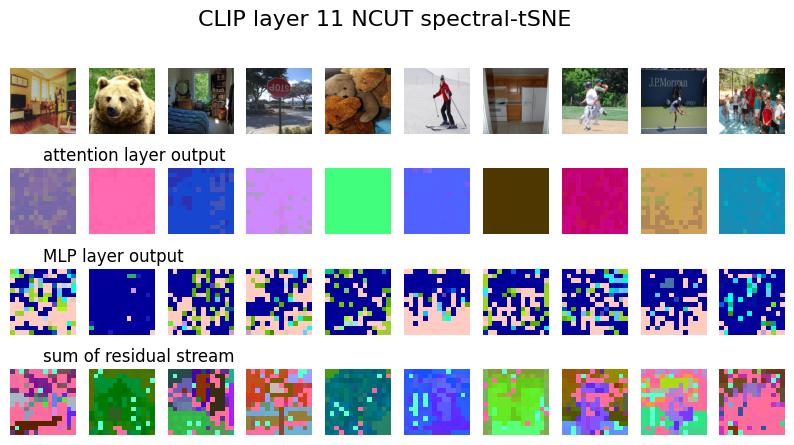 CLIP layer 11 NCUT spectral-tSNE
STOP
J.P.Morgan
attention layer output
MLP layer output
sum of residual stream